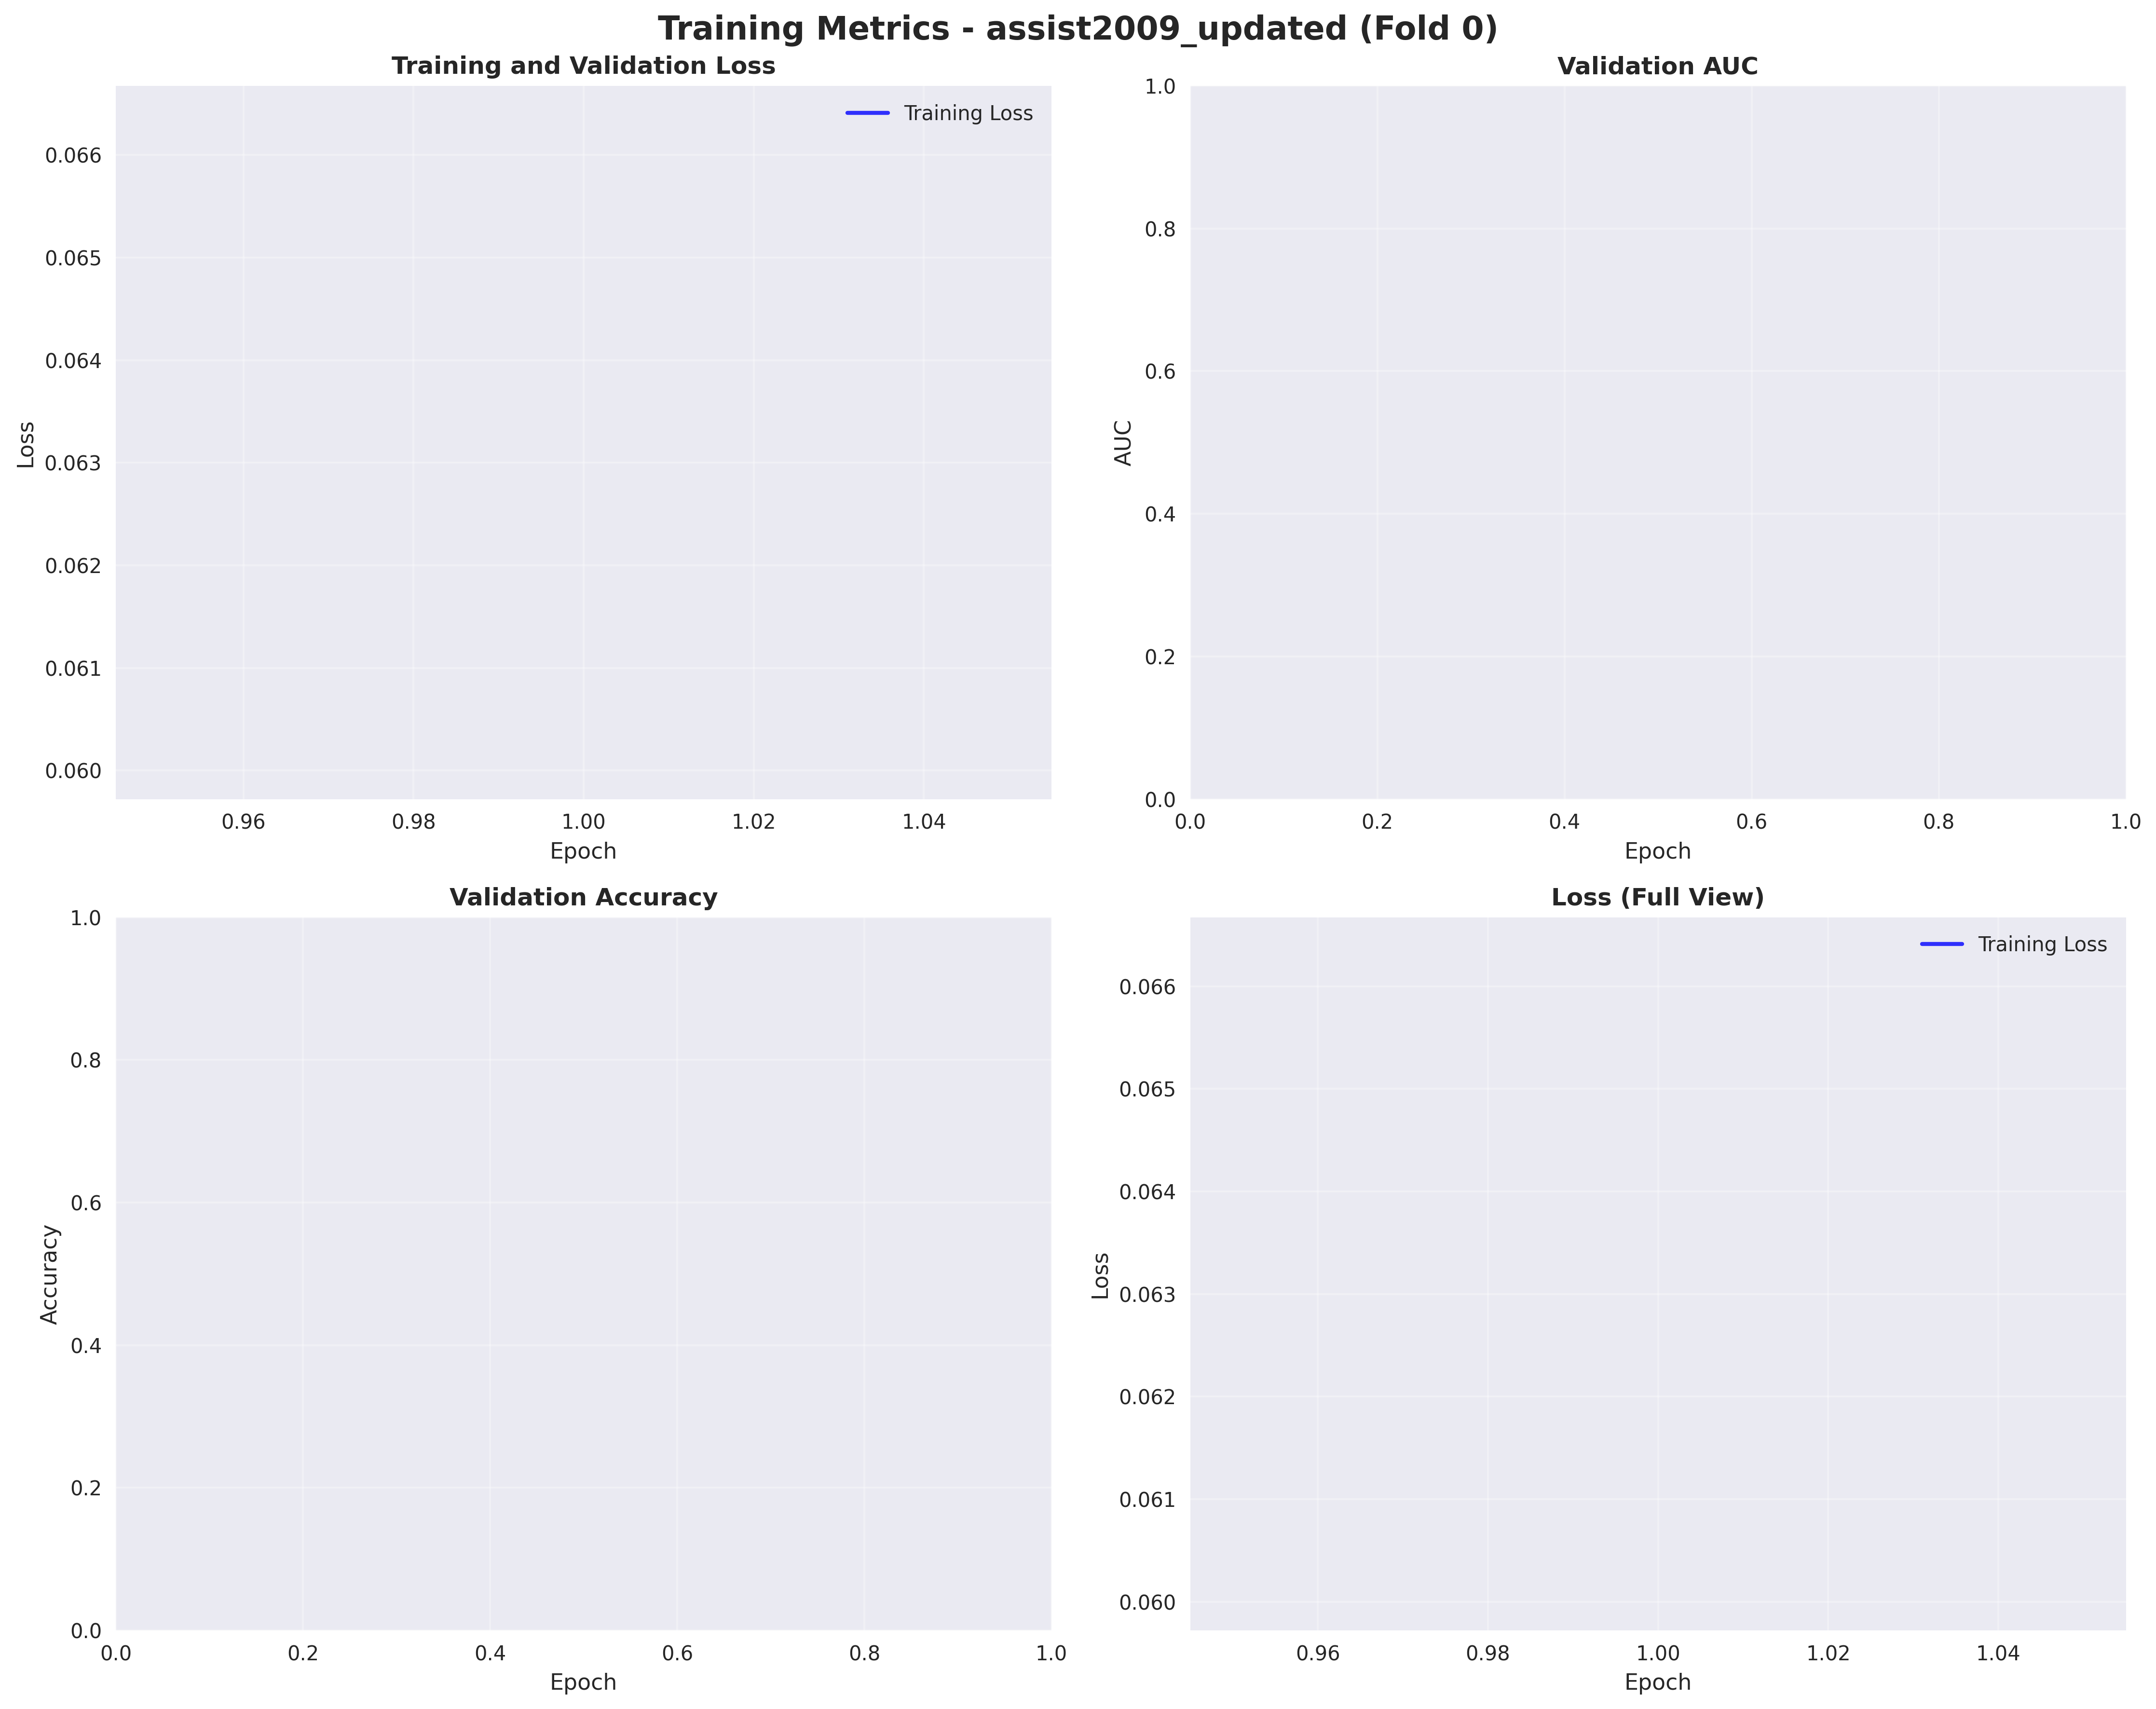 Training Metrics - assist2009_updated (Fold 0)
Training and Validation Loss
Training Loss
0.066
0.065
0.064
0.063
0.062
0.061
0.060
Loss
0.96 0.98 1.00 1.02 1.04
Epoch
Validation AUC
1.0
0.8
0.6
0.4
0.2
0.0
AUC
0.0 0.2 0.4 0.6 0.8 1.0
Epoch
Validation Accuracy
1.0
0.8
0.6
0.4
0.2
0.0
Accuracy
0.0 0.2 0.4 0.6 0.8 1.0
Epoch
Loss (Full View)
Training Loss
0.066
0.065
0.064
0.063
0.062
0.061
0.060
Loss
0.96 0.98 1.00 1.02 1.04
Epoch